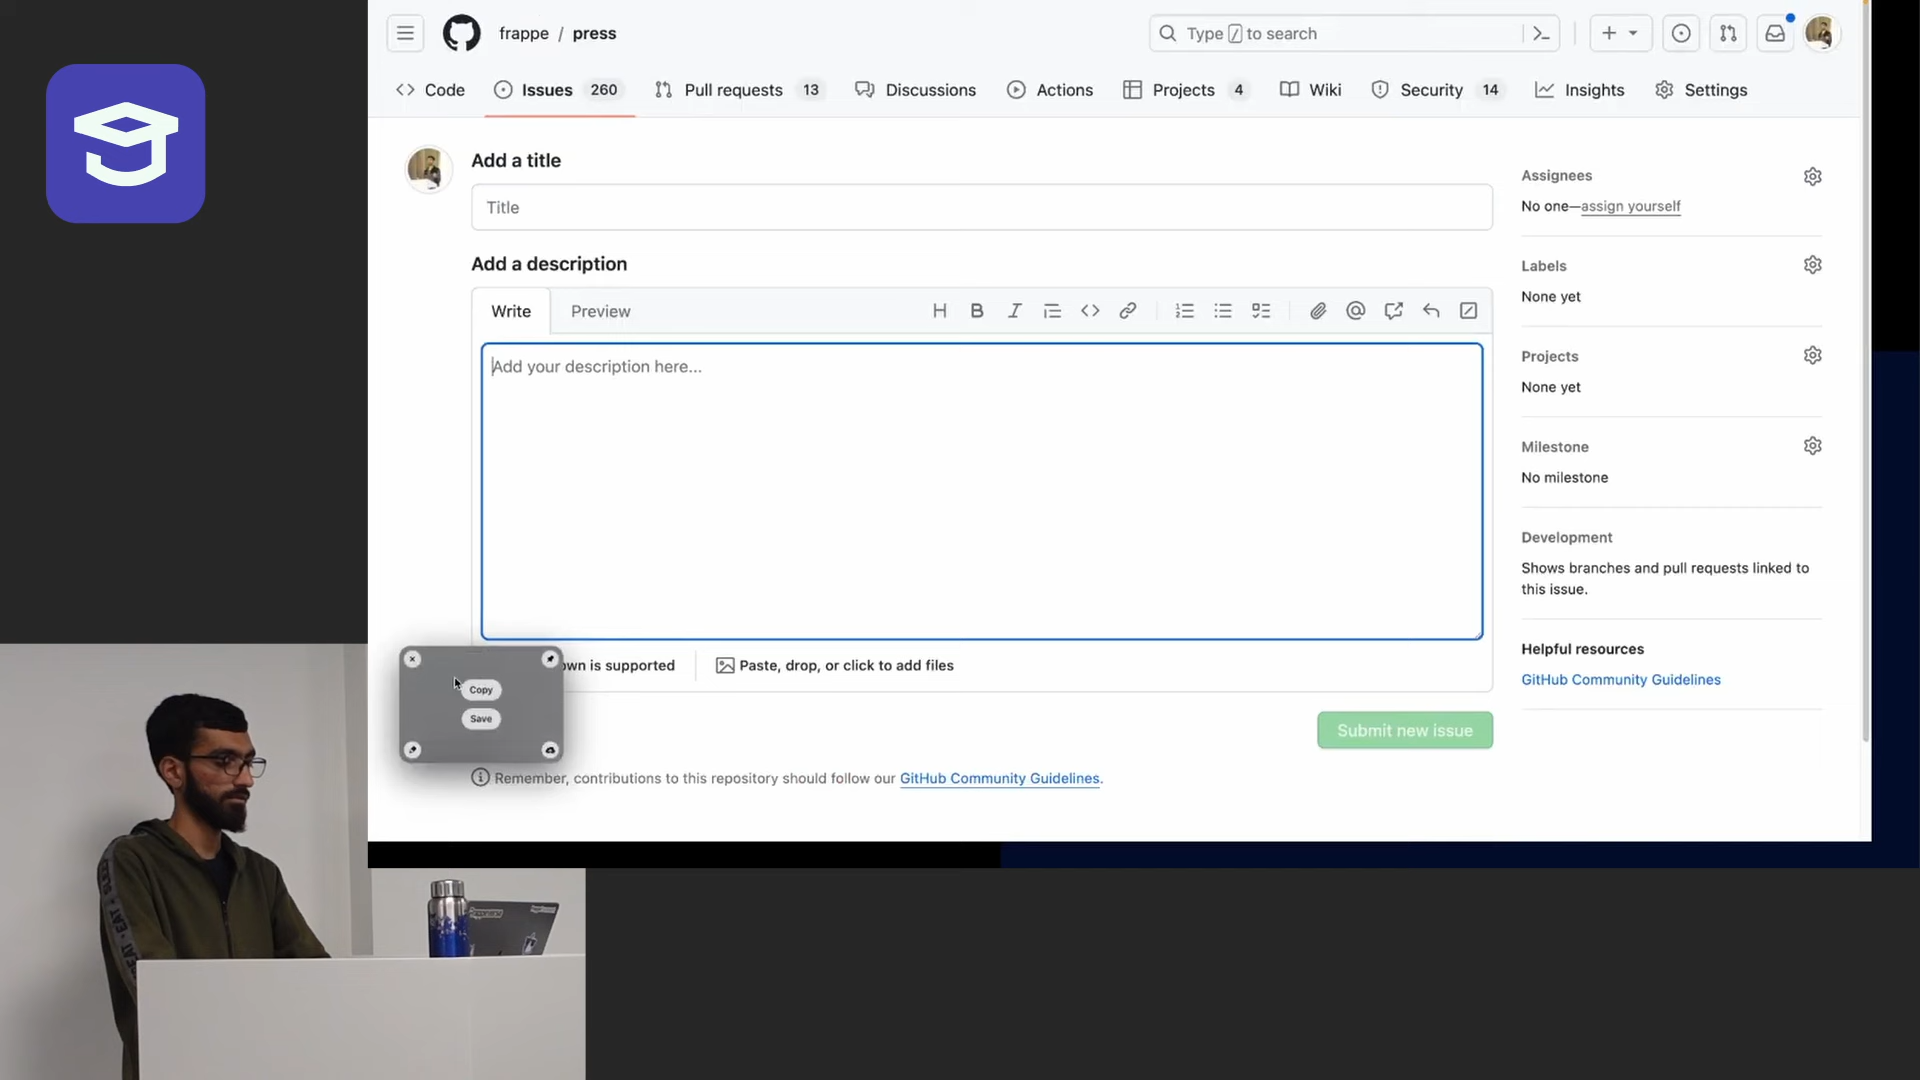 frappe / press
Type / to search
Code
Issues 260
Pull requests 13
Discussions
Actions
Projects 4
Wiki
Security 14
Insights
Settings
Add a title
Title
Add a description
Write
Preview
Add your description here...
own is supported
Paste, drop, or click to add files
Copy
Save
Submit new issue
Remember, contributions to this repository should follow our GitHub Community Guidelines.
Assignees
No one—assign yourself
Labels
None yet
Projects
None yet
Milestone
No milestone
Development
Shows branches and pull requests linked to
this issue.
Helpful resources
GitHub Community Guidelines